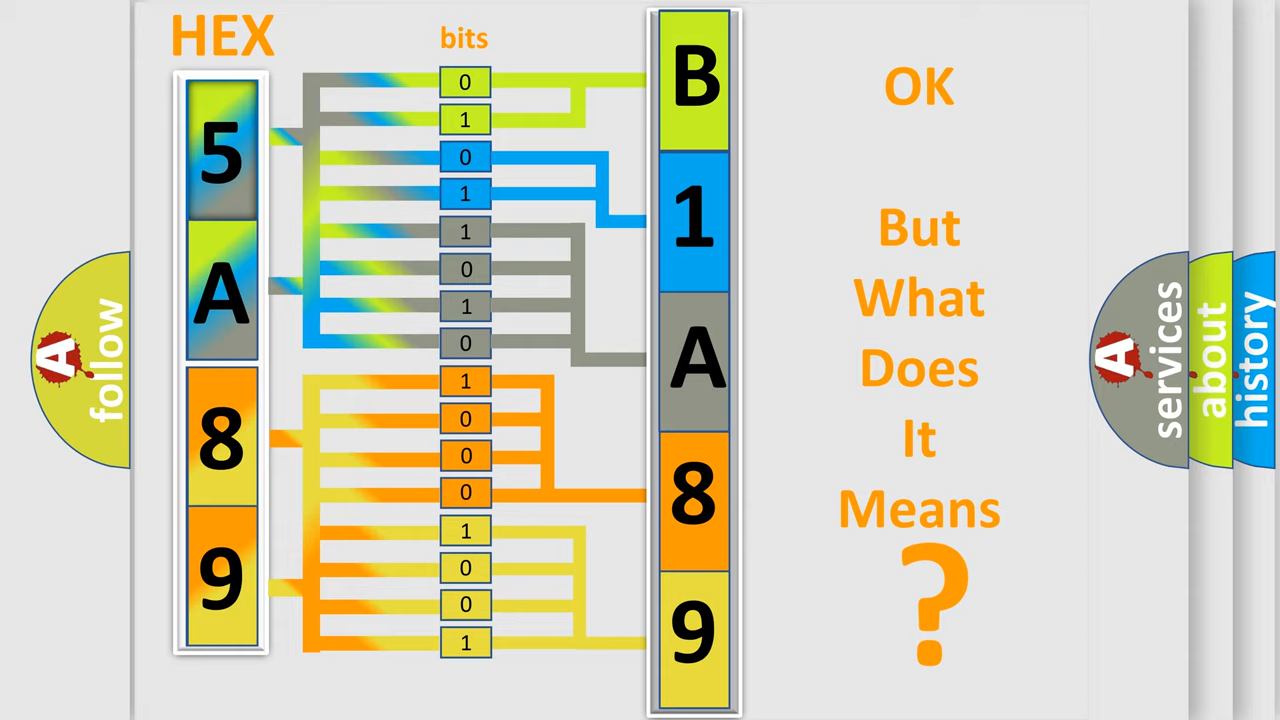 HEX
bits
5
A
8
9
0
1
0
1
1
0
1
0
1
0
0
0
1
0
0
1
B
1
A
8
9
OK
But
What
Does
It
Means
?
A
follow
A
services
about
history